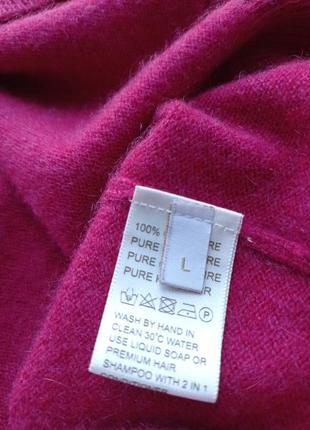 100%
PURE
PURE
PURE
L
P
WASH BY HAND IN
CLEAN 30°C WATER
USE LIQUID SOAP OR
PREMIUM HAIR
SHAMPOO WITH 2 IN 1